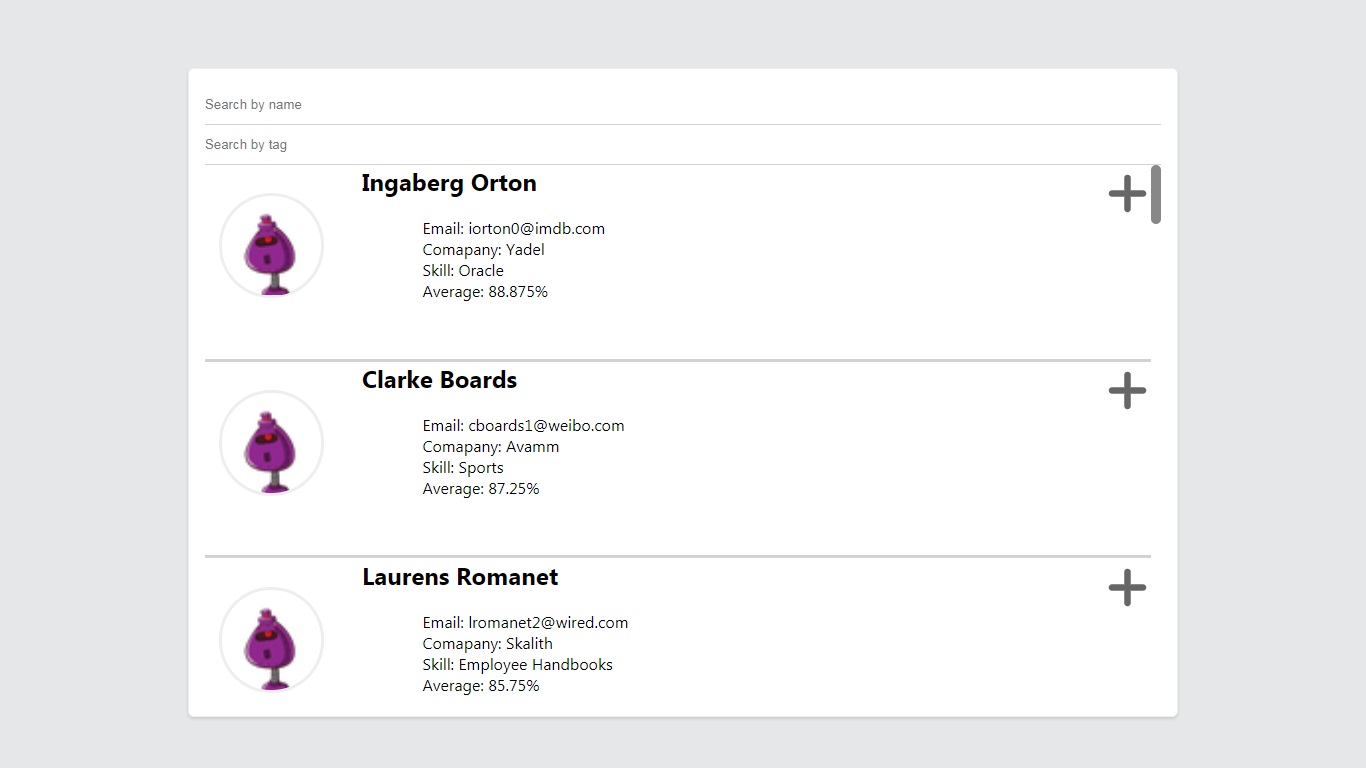 Search by name
Search by tag
Ingaberg Orton
Email: iorton0@imdb.com
Comapany: Yadel
Skill: Oracle
Average: 88.875%
Clarke Boards
Email: cboards1@weibo.com
Comapany: Avamm
Skill: Sports
Average: 87.25%
Laurens Romanet
Email: lromanet2@wired.com
Comapany: Skalith
Skill: Employee Handbooks
Average: 85.75%